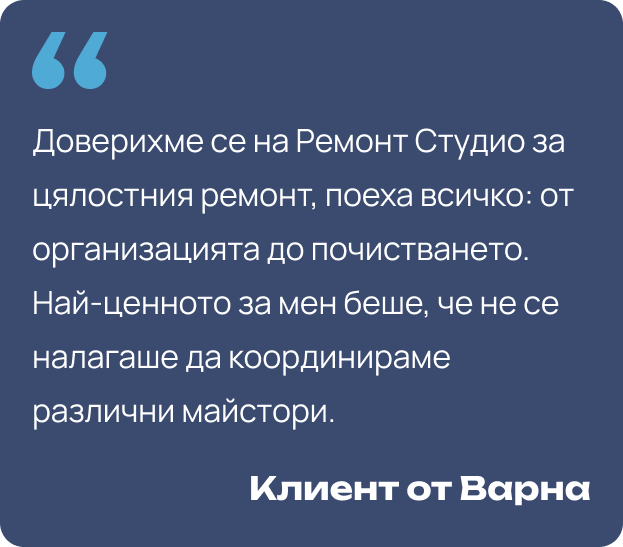 “
Доверихме се на Ремонт Студио за
цялостния ремонт, поеха всичко: от
организацията до почистването.
Най-ценното за мен беше, че не се
налагаше да координираме
различни майстори.
Клиент от Варна